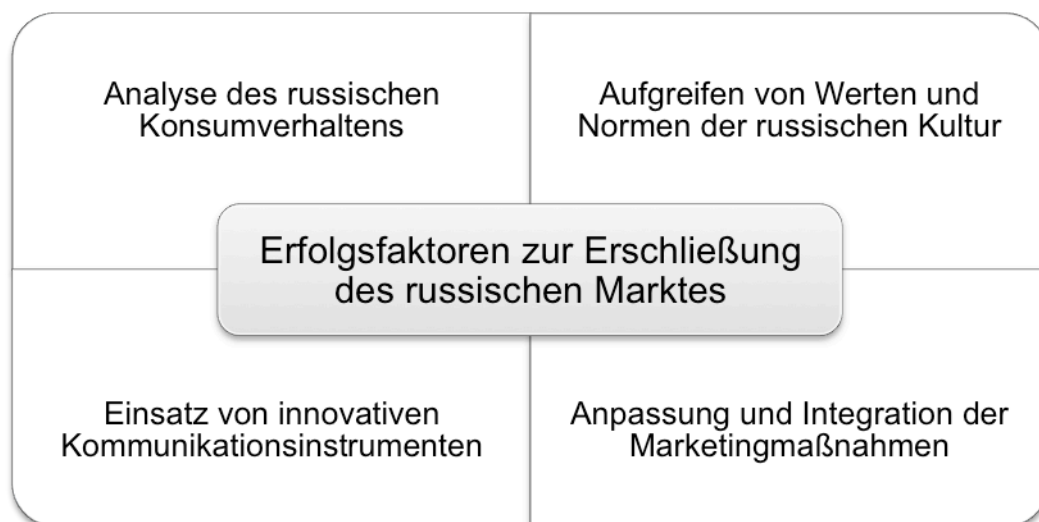 Analyse des russischen
Konsumverhaltens
Aufgreifen von Werten und
Normen der russischen Kultur
Erfolgsfaktoren zur Erschließung
des russischen Marktes
Einsatz von innovativen
Kommunikationsinstrumenten
Anpassung und Integration der
Marketingmaßnahmen